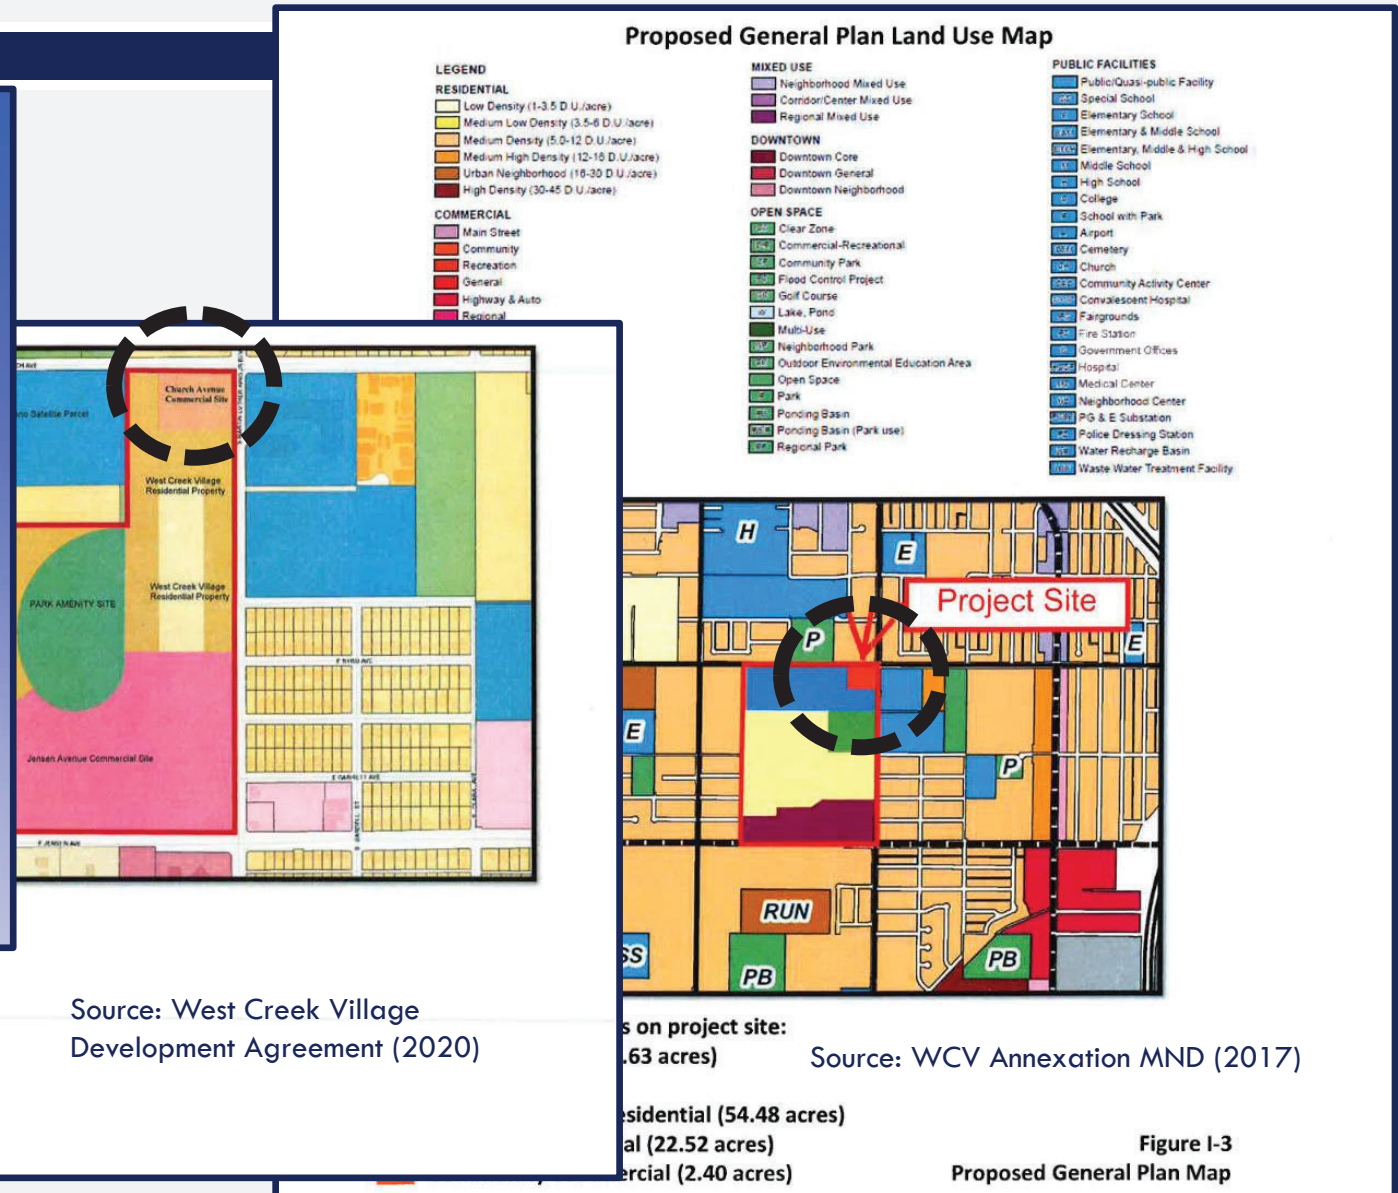 Proposed General Plan Land Use Map
LEGEND
RESIDENTIAL
Low Density (1-3.5 D.U./acre)
Medium Low Density (3.5-6 D.U./acre)
Medium Density (5.0-12 D.U./acre)
Medium High Density (12-16 D.U./acre)
Urban Neighborhood (16-30 D.U./acre)
High Density (30-45 D.U./acre)
COMMERCIAL
Main Street
Community
Recreation
General
Highway & Auto
Regional
MIXED USE
Neighborhood Mixed Use
Corridor/Center Mixed Use
Regional Mixed Use
DOWNTOWN
Downtown Core
Downtown General
Downtown Neighborhood
OPEN SPACE
Clear Zone
Commercial-Recreational
Community Park
Flood Control Project
Golf Course
Lake, Pond
Multi-Use
Neighborhood Park
Outdoor Environmental Education Area
Open Space
Park
Ponding Basin
Ponding Basin (Park use)
Regional Park
PUBLIC FACILITIES
Public/Quasi-public Facility
Special School
Elementary School
Elementary & Middle School
Elementary, Middle & High School
Middle School
High School
College
School with Park
Airport
Cemetery
Church
Community Activity Center
Convalescent Hospital
Fairgrounds
Fire Station
Government Offices
Hospital
Medical Center
Neighborhood Center
PG & E Substation
Police Dressing Station
Water Recharge Basin
Waste Water Treatment Facility
Church Avenue
Commercial Site
Satellite Parcel
West Creek Village
Residential Property
West Creek Village
Residential Property
PARK AMENITY SITE
Jensen Avenue Commercial Site
E JENSEN AVE
Source: West Creek Village
Development Agreement (2020)
H
E
Project Site
P
E
E
P
RUN
SS
PB
PB
s on project site:
.63 acres)
Source: WCV Annexation MND (2017)
esidential (54.48 acres)
al (22.52 acres)
ercial (2.40 acres)
Figure I-3
Proposed General Plan Map